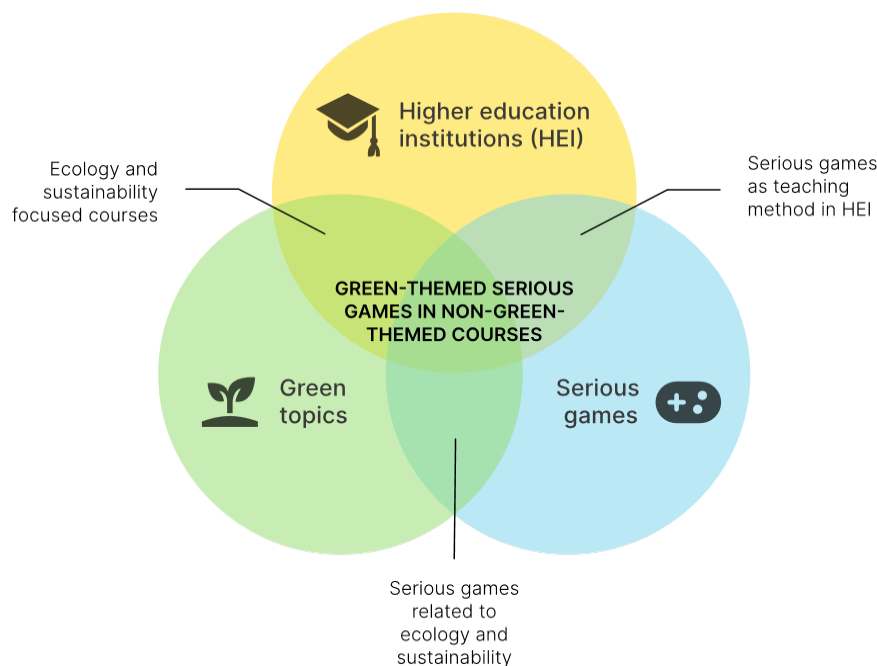 Higher education
institutions (HEI)
Ecology and
sustainability
focused courses
Serious games
as teaching
method in HEI
GREEN-THEMED SERIOUS
GAMES IN NON-GREEN-
THEMED COURSES
Green
topics
Serious
games
Serious games
related to
ecology and
sustainability